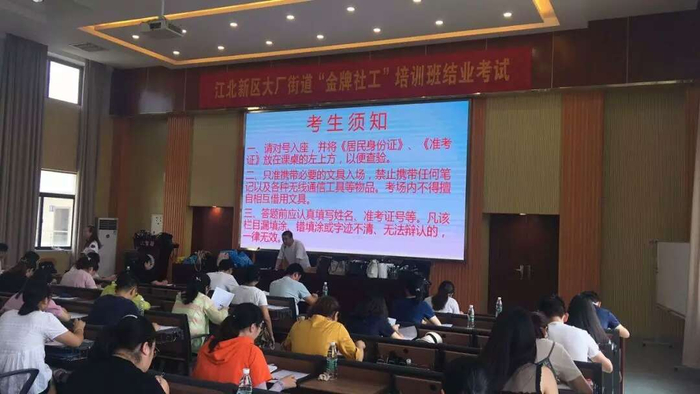 江北新区大厂街道“金牌社工”培训班结业考试
考生须知
一、请对号入座，并将《居民身份证》、《准考
证》放在课桌的左上方，以便查验。
二、只准携带必要的文具入场，禁止携带任何笔
记以及各种无线通信工具等物品。考场内不得擅
自相互借用文具。
三、答题前应认真填写姓名、准考证号等。凡该
栏目漏填涂、错填涂或字迹不清、无法辩认的，
一律无效。